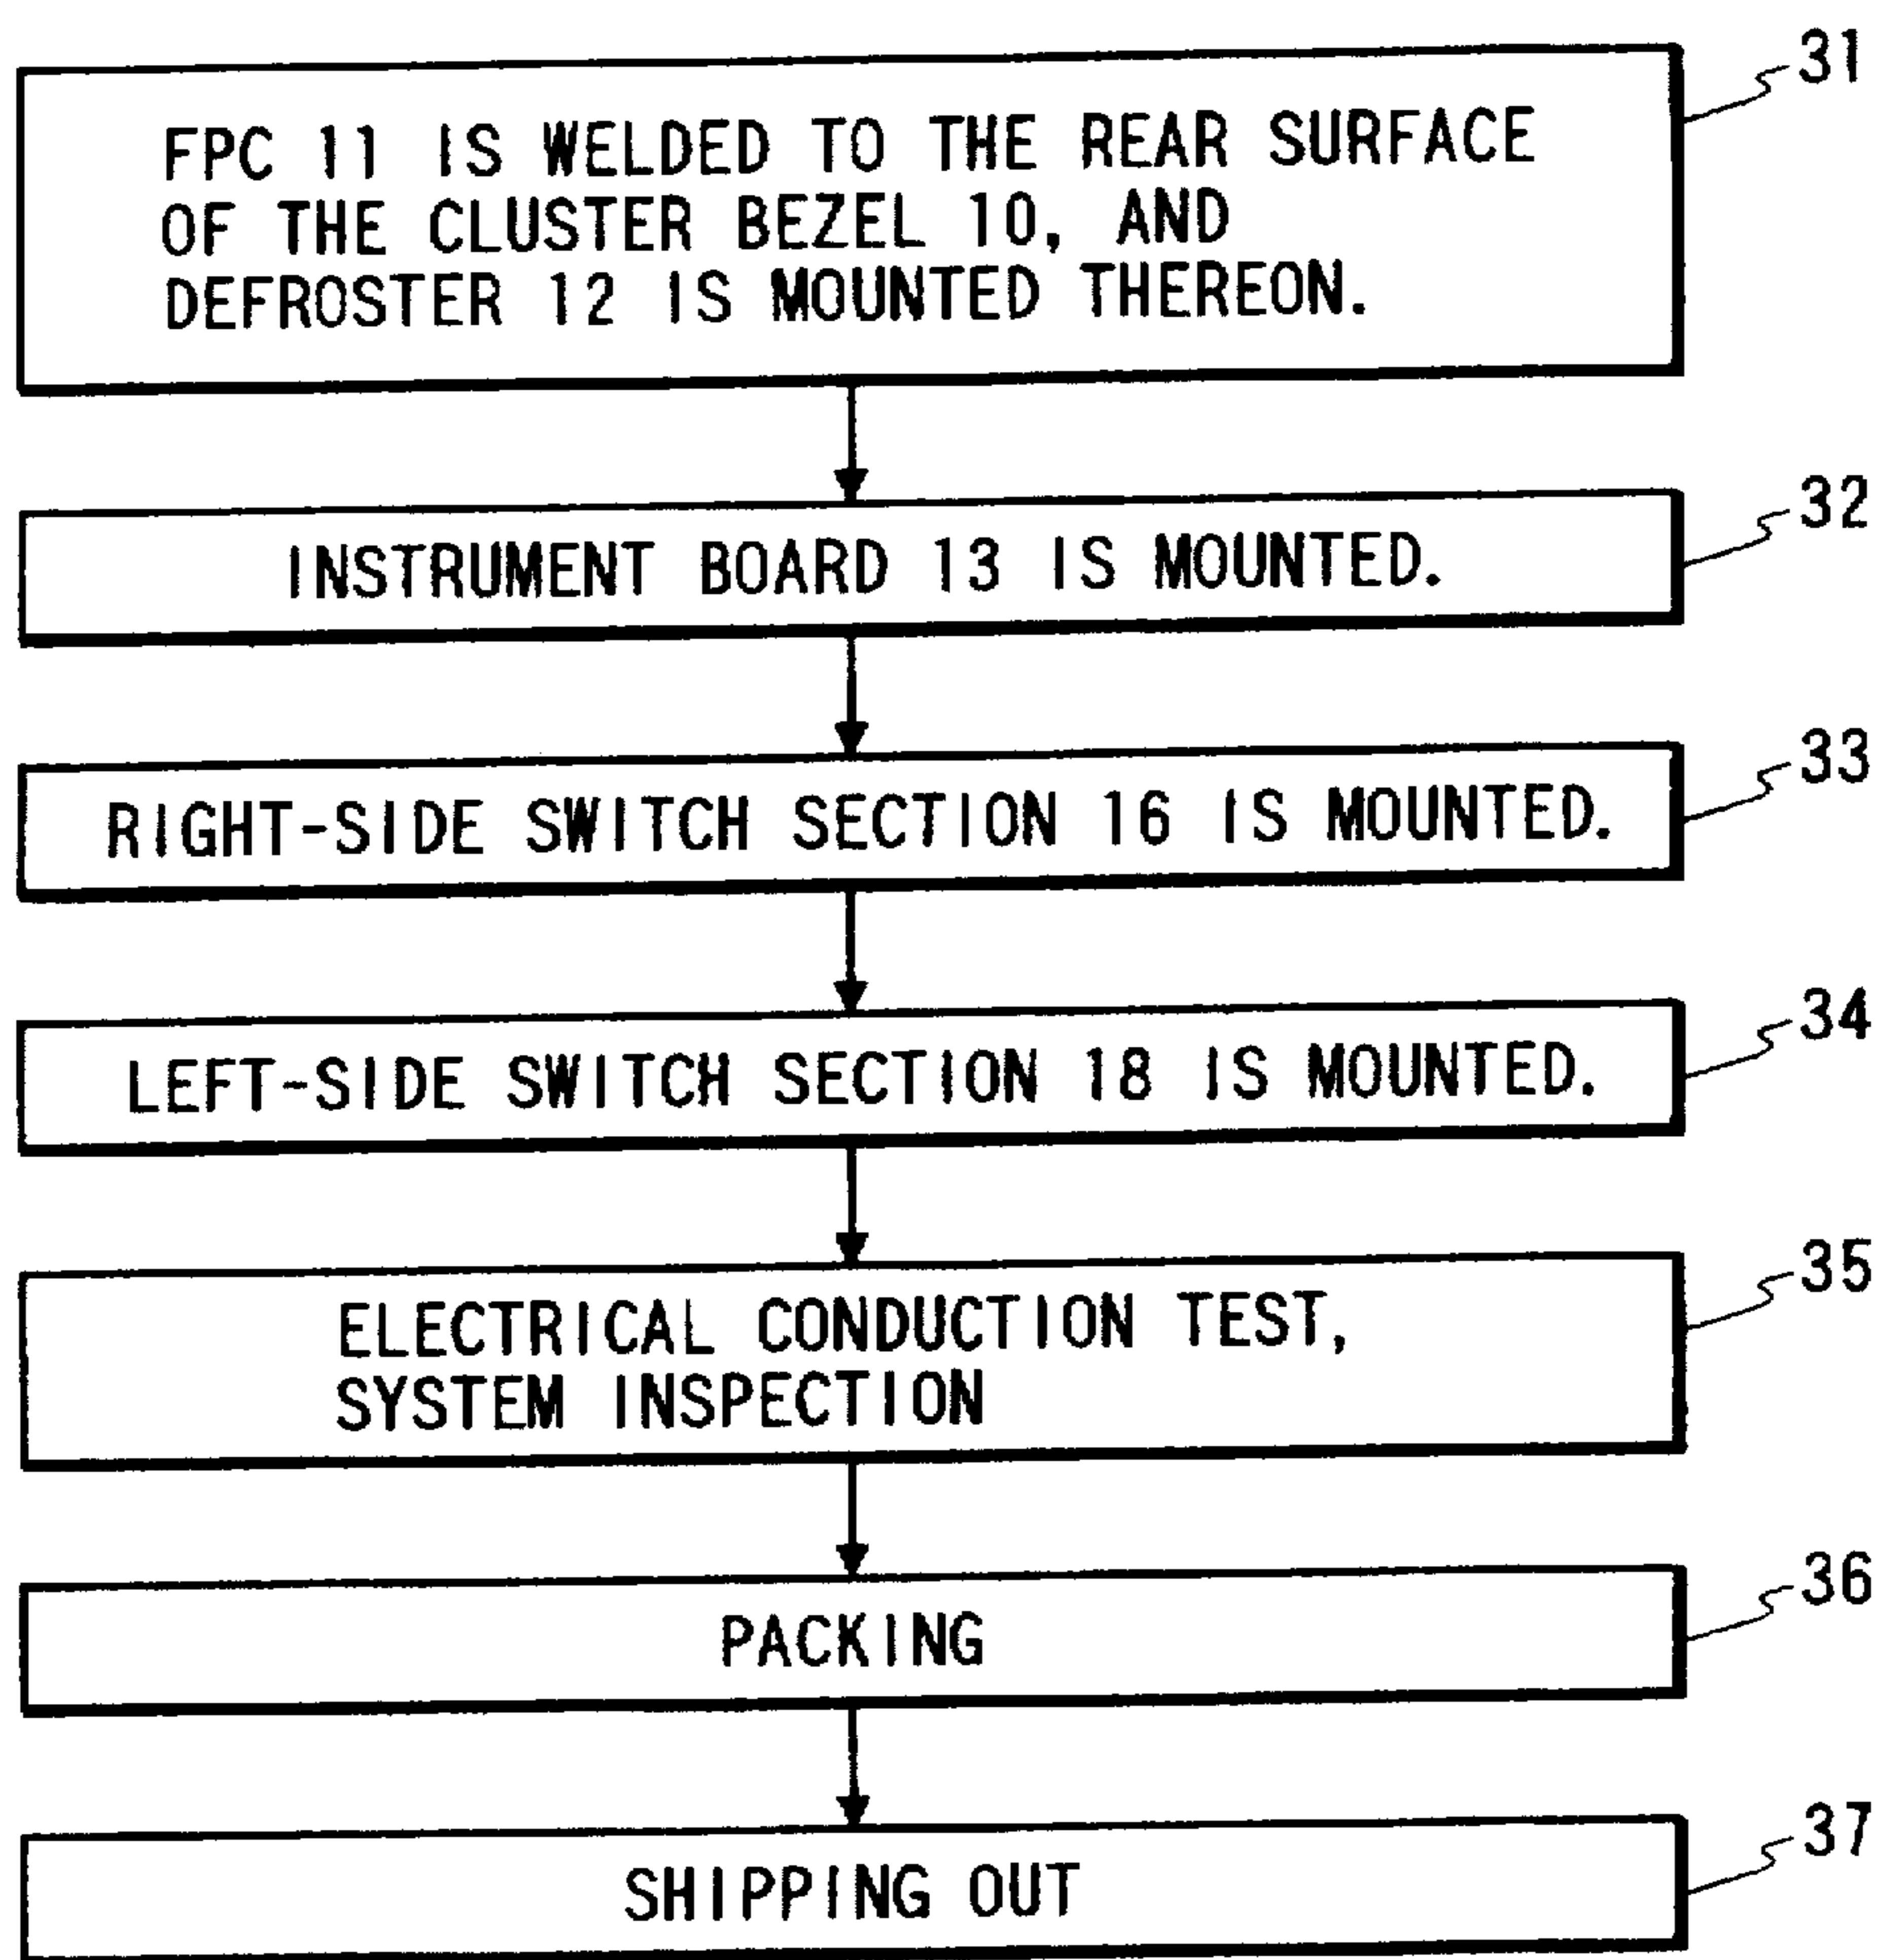 31
FPC 11 IS WELDED TO THE REAR SURFACE
OF THE CLUSTER BEZEL 10, AND
DEFROSTER 12 IS MOUNTED THEREON.
32
INSTRUMENT BOARD 13 IS MOUNTED.
33
RIGHT-SIDE SWITCH SECTION 16 IS MOUNTED.
34
LEFT-SIDE SWITCH SECTION 18 IS MOUNTED.
35
ELECTRICAL CONDUCTION TEST,
SYSTEM INSPECTION
36
PACKING
37
SHIPPING OUT